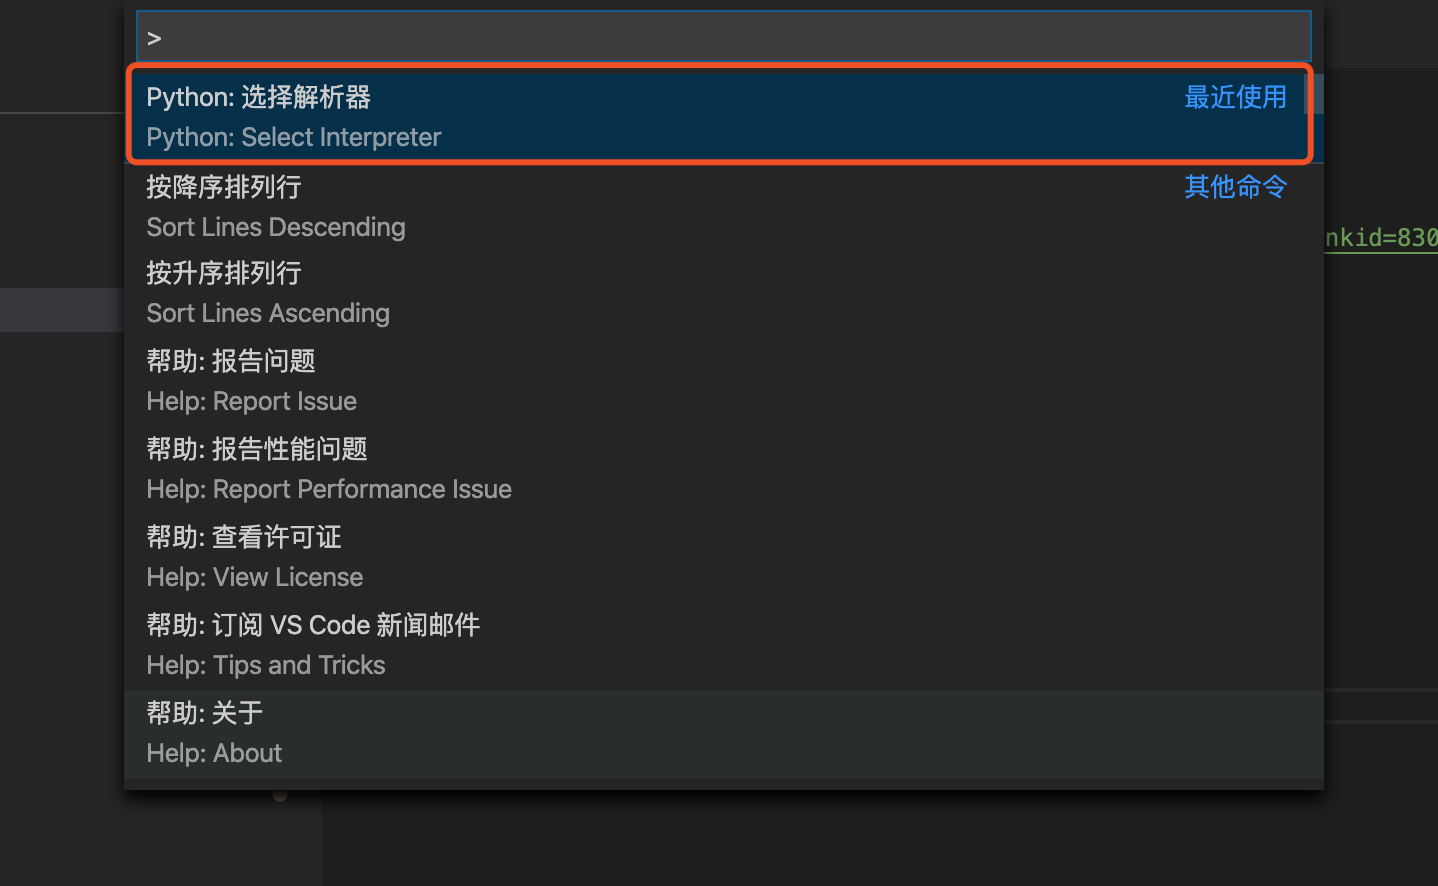 >
Python: 选择解析器 最近使用
Python: Select Interpreter
按降序排列行 其他命令
Sort Lines Descending
nkid=830
按升序排列行
Sort Lines Ascending
帮助: 报告问题
Help: Report Issue
帮助: 报告性能问题
Help: Report Performance Issue
帮助: 查看许可证
Help: View License
帮助: 订阅 VS Code 新闻邮件
Help: Tips and Tricks
帮助: 关于
Help: About